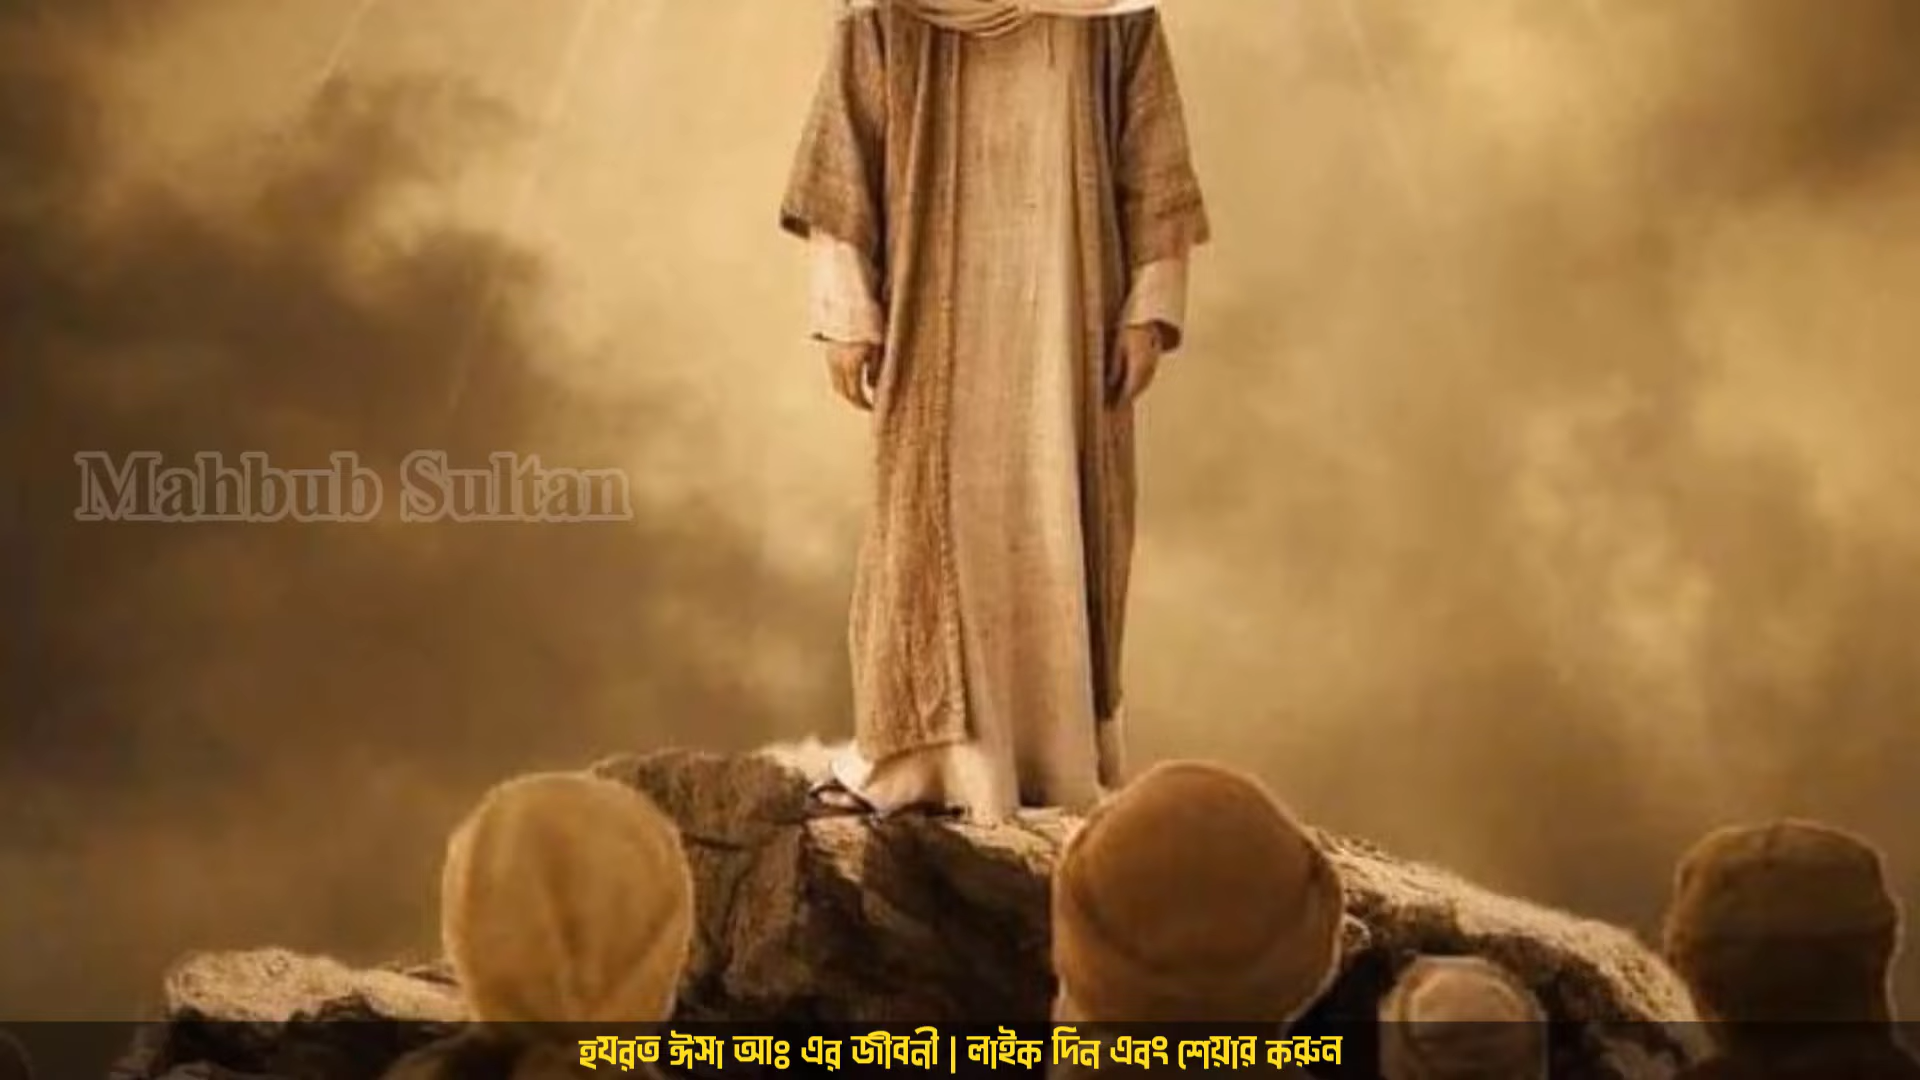 Mahbub Sultan
হযরত ঈসা আঃ এর জীবনী | লাইক দিন এবং শেয়ার করুন